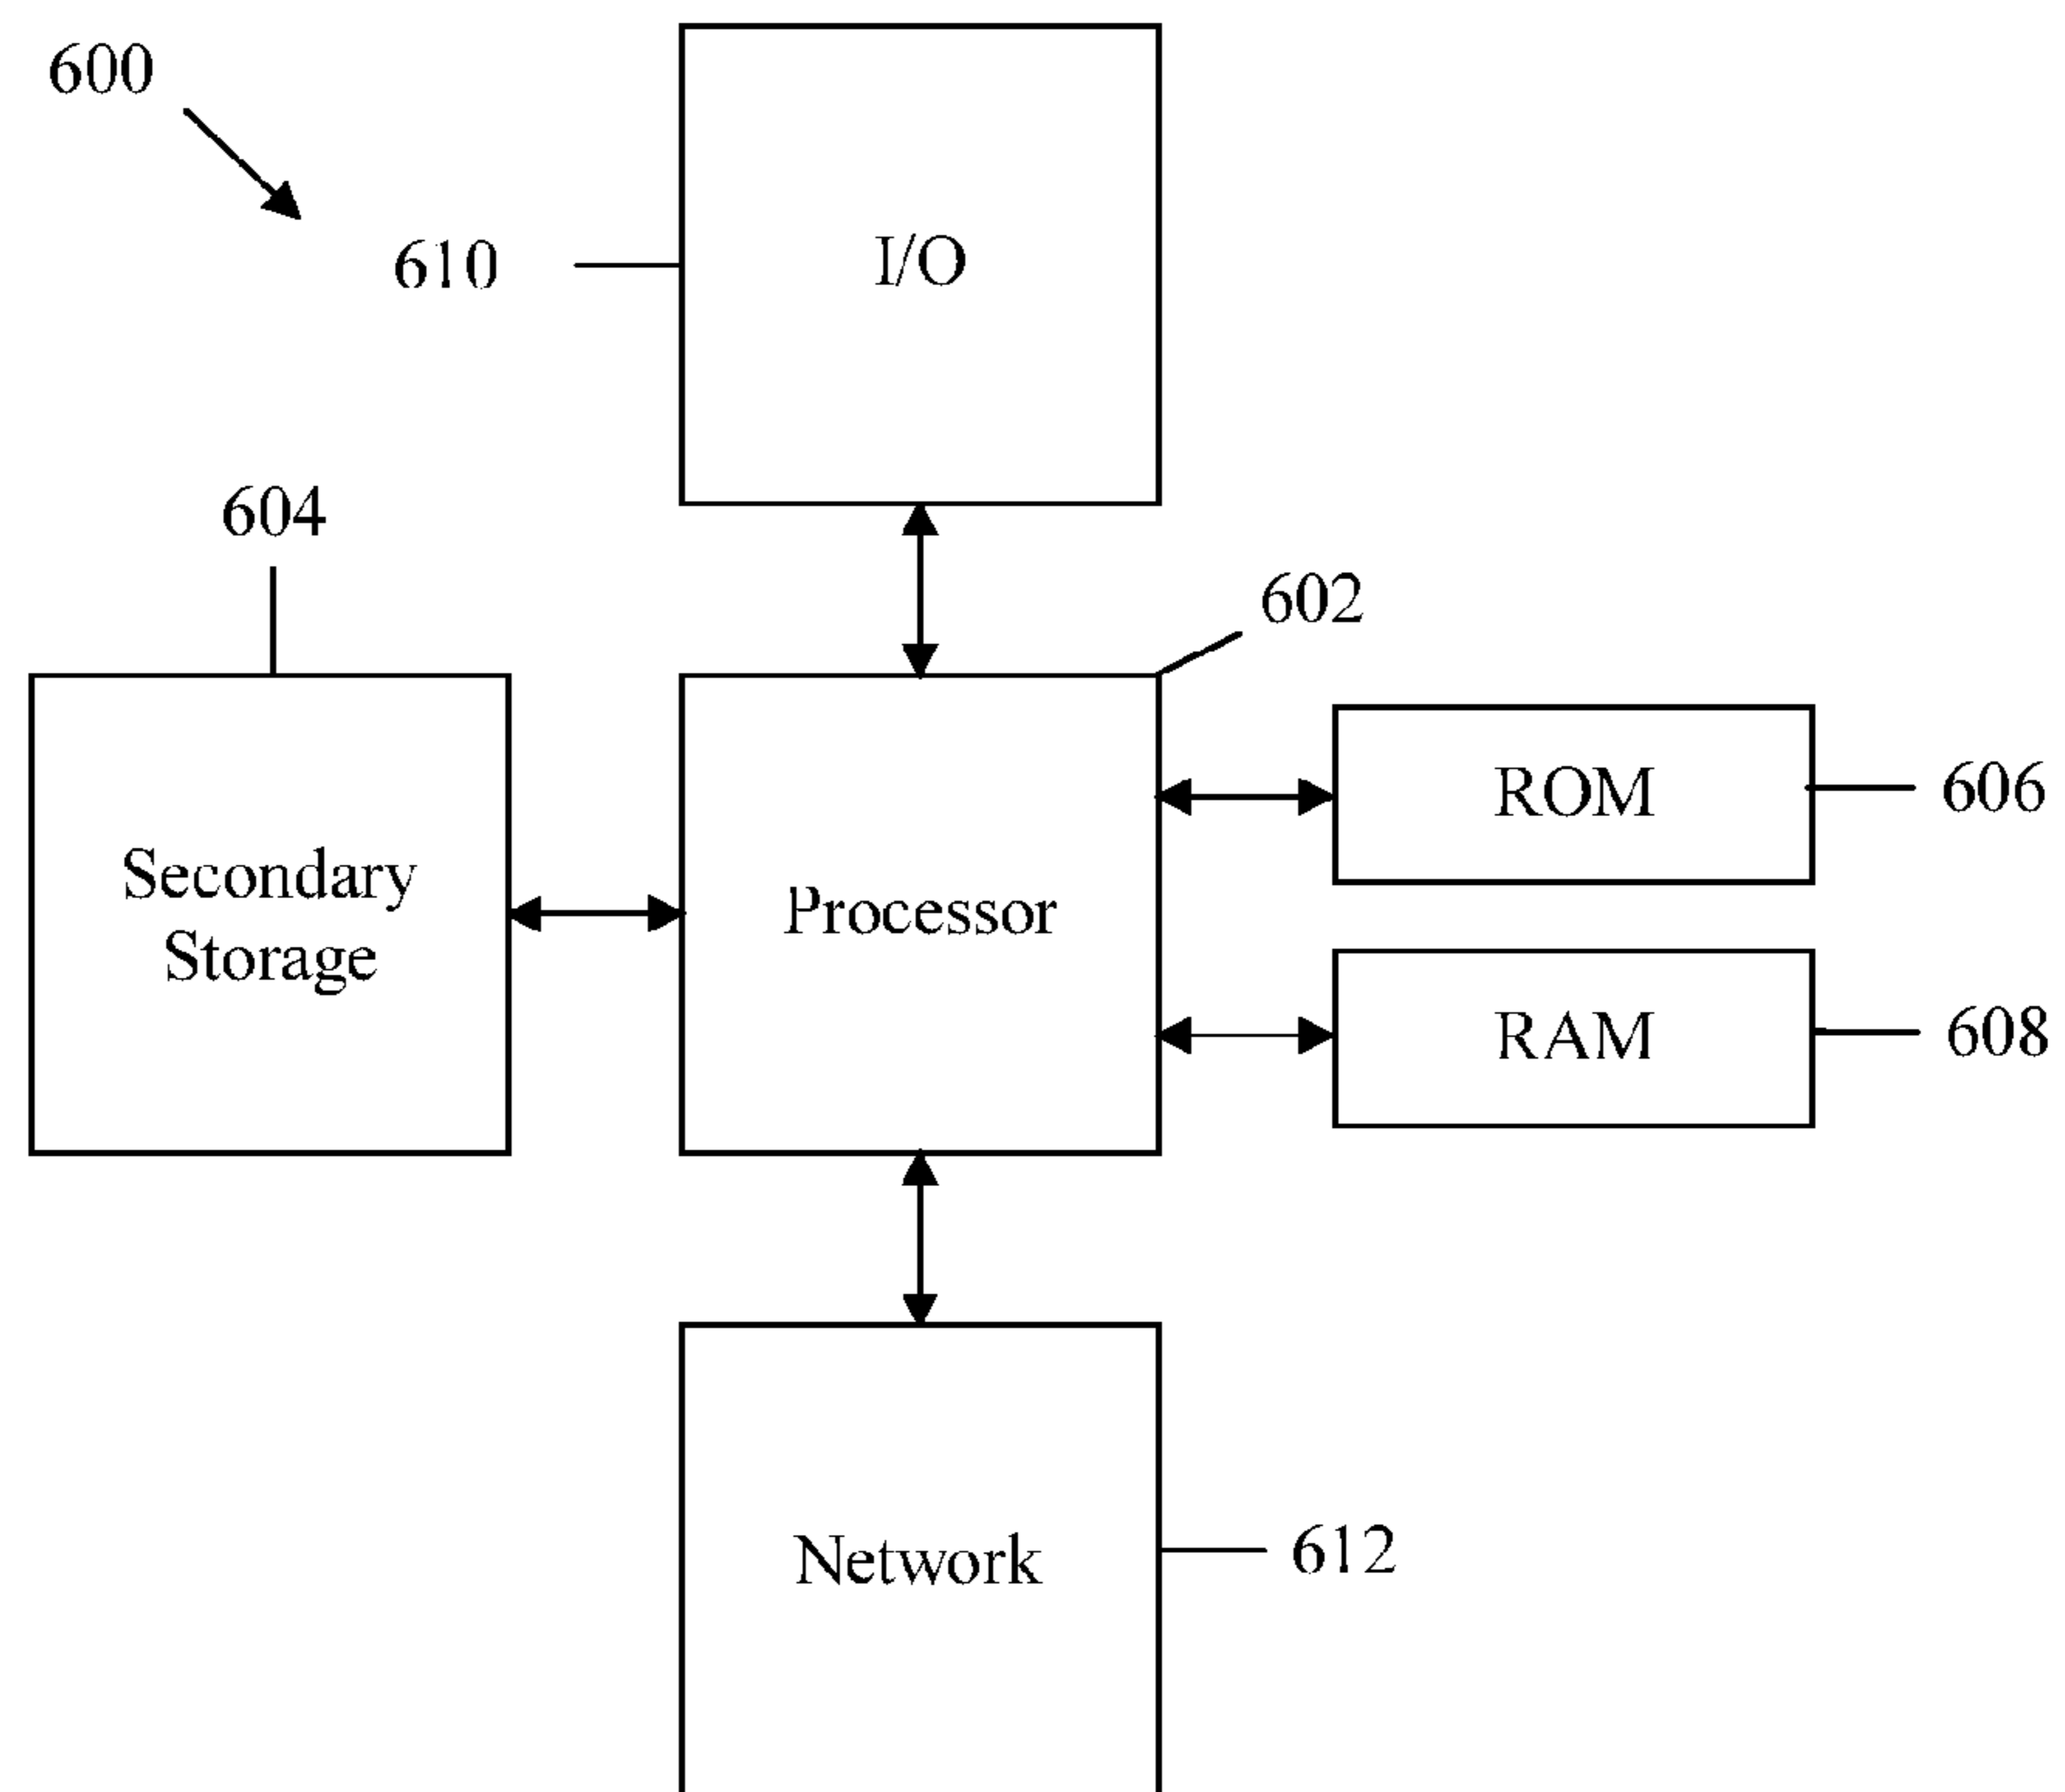 600
610
I/O
604
602
Secondary
Storage
Processor
ROM
606
RAM
608
Network
612